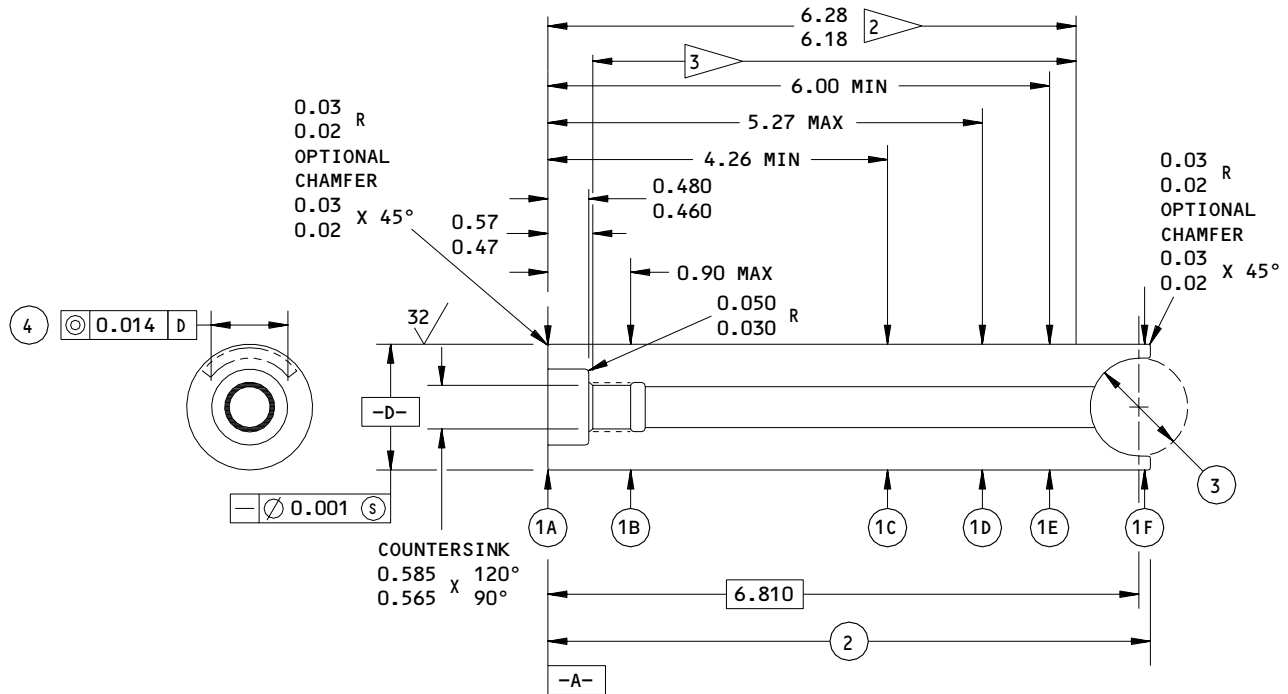 6.28
6.18
2
3
6.00 MIN
5.27 MAX
4.26 MIN
0.03
0.02 R
OPTIONAL
CHAMFER
0.03
0.02 X 45°
0.57
0.47
0.480
0.460
0.90 MAX
0.050
0.030 R
0.03
0.02 R
OPTIONAL
CHAMFER
0.03
0.02 X 45°
32
4 ◎ 0.014 D
-D-
— ⌀ 0.001 Ⓢ
COUNTERSINK
0.585 X 120°
0.565 90°
1A 1B 1C 1D 1E 1F
3
6.810
2
-A-